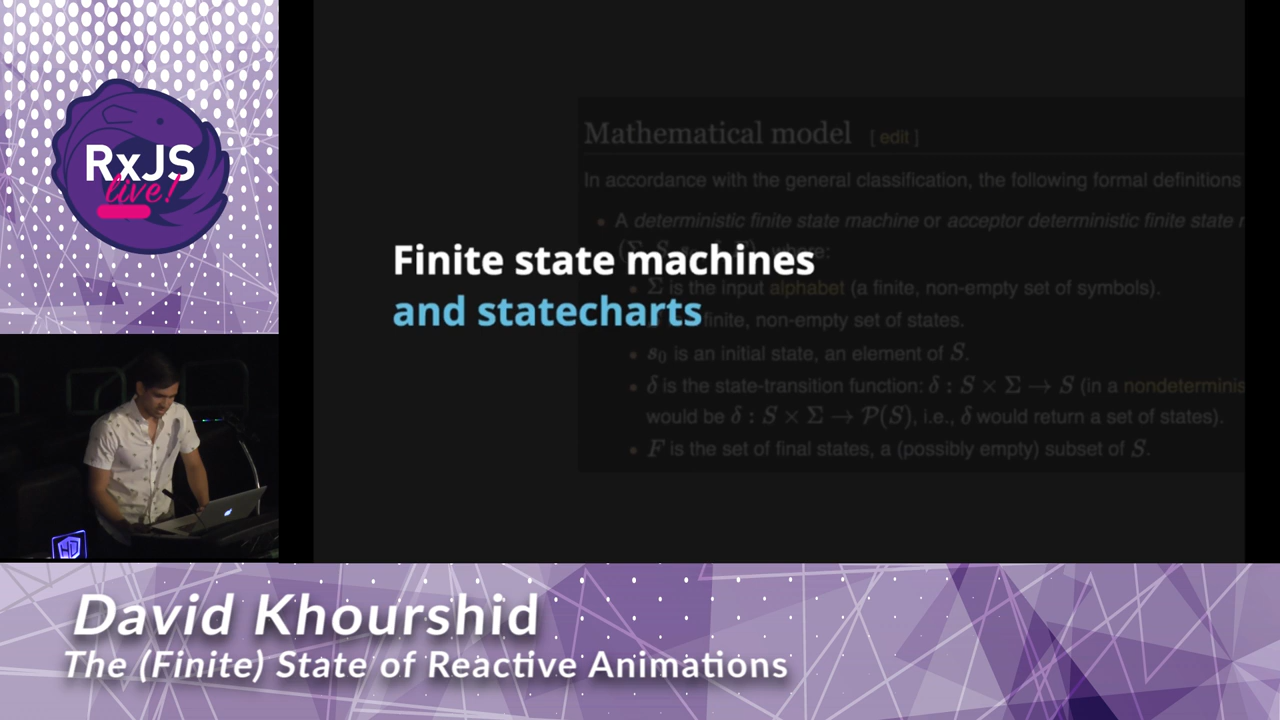 RxJS
live!
Mathematical model [ edit ]
In accordance with the general classification, the following formal definitions
A deterministic finite state machine or acceptor deterministic finite state
where:
Finite state machines
Σ is the input alphabet (a finite, non-empty set of symbols).
and statecharts
finite, non-empty set of states.
s₀ is an initial state, an element of S.
δ is the state-transition function: δ : S × Σ → S (in a
would be δ : S × Σ → P(S), i.e., δ would return a set of states).
F is the set of final states, a (possibly empty) subset of S.
David Khourshid
The (Finite) State of Reactive Animations